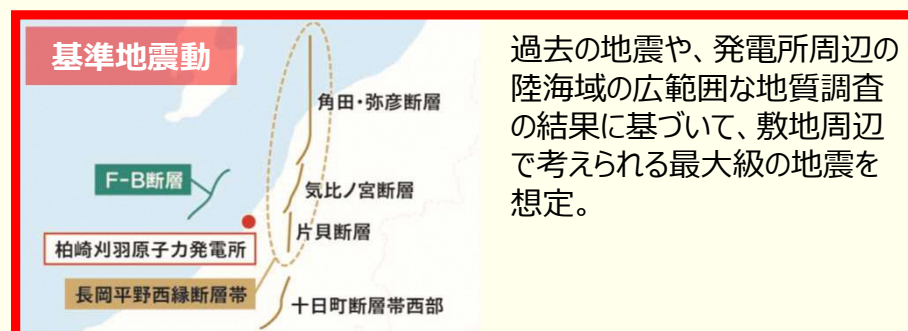 基準地震動
角田・弥彦断層
F-B断層
気比ノ宮断層
片貝断層
柏崎刈羽原子力発電所
長岡平野西縁断層帯
十日町断層帯西部
過去の地震や、発電所周辺の
陸海域の広範囲な地質調査
の結果に基づいて、敷地周辺
で考えられる最大級の地震を
想定。